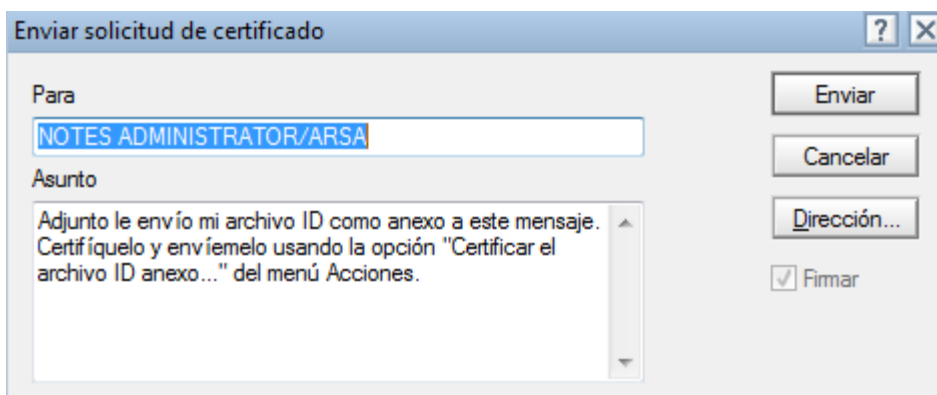 Enviar solicitud de certificado
Para
NOTES ADMINISTRATOR/ARSA
Asunto
Adjunto le envío mi archivo ID como anexo a este mensaje.
Certifíquelo y envíemelo usando la opción "Certificar el
archivo ID anexo..." del menú Acciones.
Enviar
Cancelar
Dirección...
Firmar